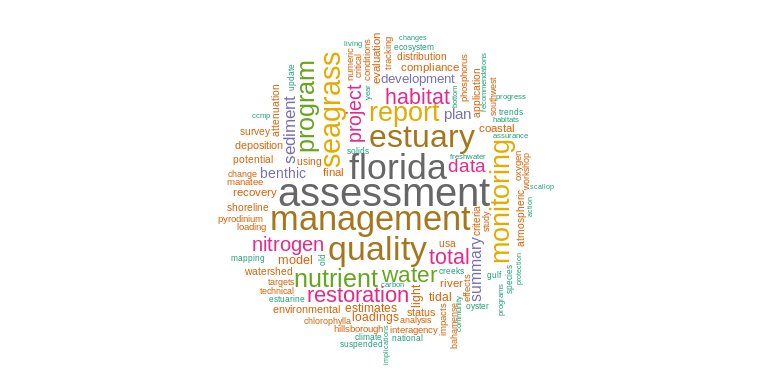 changes
living
ecosystem
numeric
critical
conditions
evaluation
tracking
distribution
compliance
phosphorus
recommendations
update
program
seagrass
development
year
bottom
application
southwest
progress
habitat
project
report
plan
trends
habitats
ccmp
attenuation
sediment
survey
estuary
coastal
assurance
deposition
solids
monitoring
oxygen
workshop
potential
using
freshwater
florida
data
change
benthic
final
manatee
scallop
recovery
assessment
action
shoreline
management
criteria
study
atmospheric
pyrodinium
loading
nitrogen
quality
usa
total
summary
mapping
model
old
watershed
nutrient
water
creeks
gulf
species
protection
targets
carbon
river
effects
technical
estuarine
restoration
light
tidal
oyster
programs
environmental
estimates
status
impacts
community
bahamense
chlorophylla
loadings
analysis
hillsborough
interagency
climate
implications
national
suspended